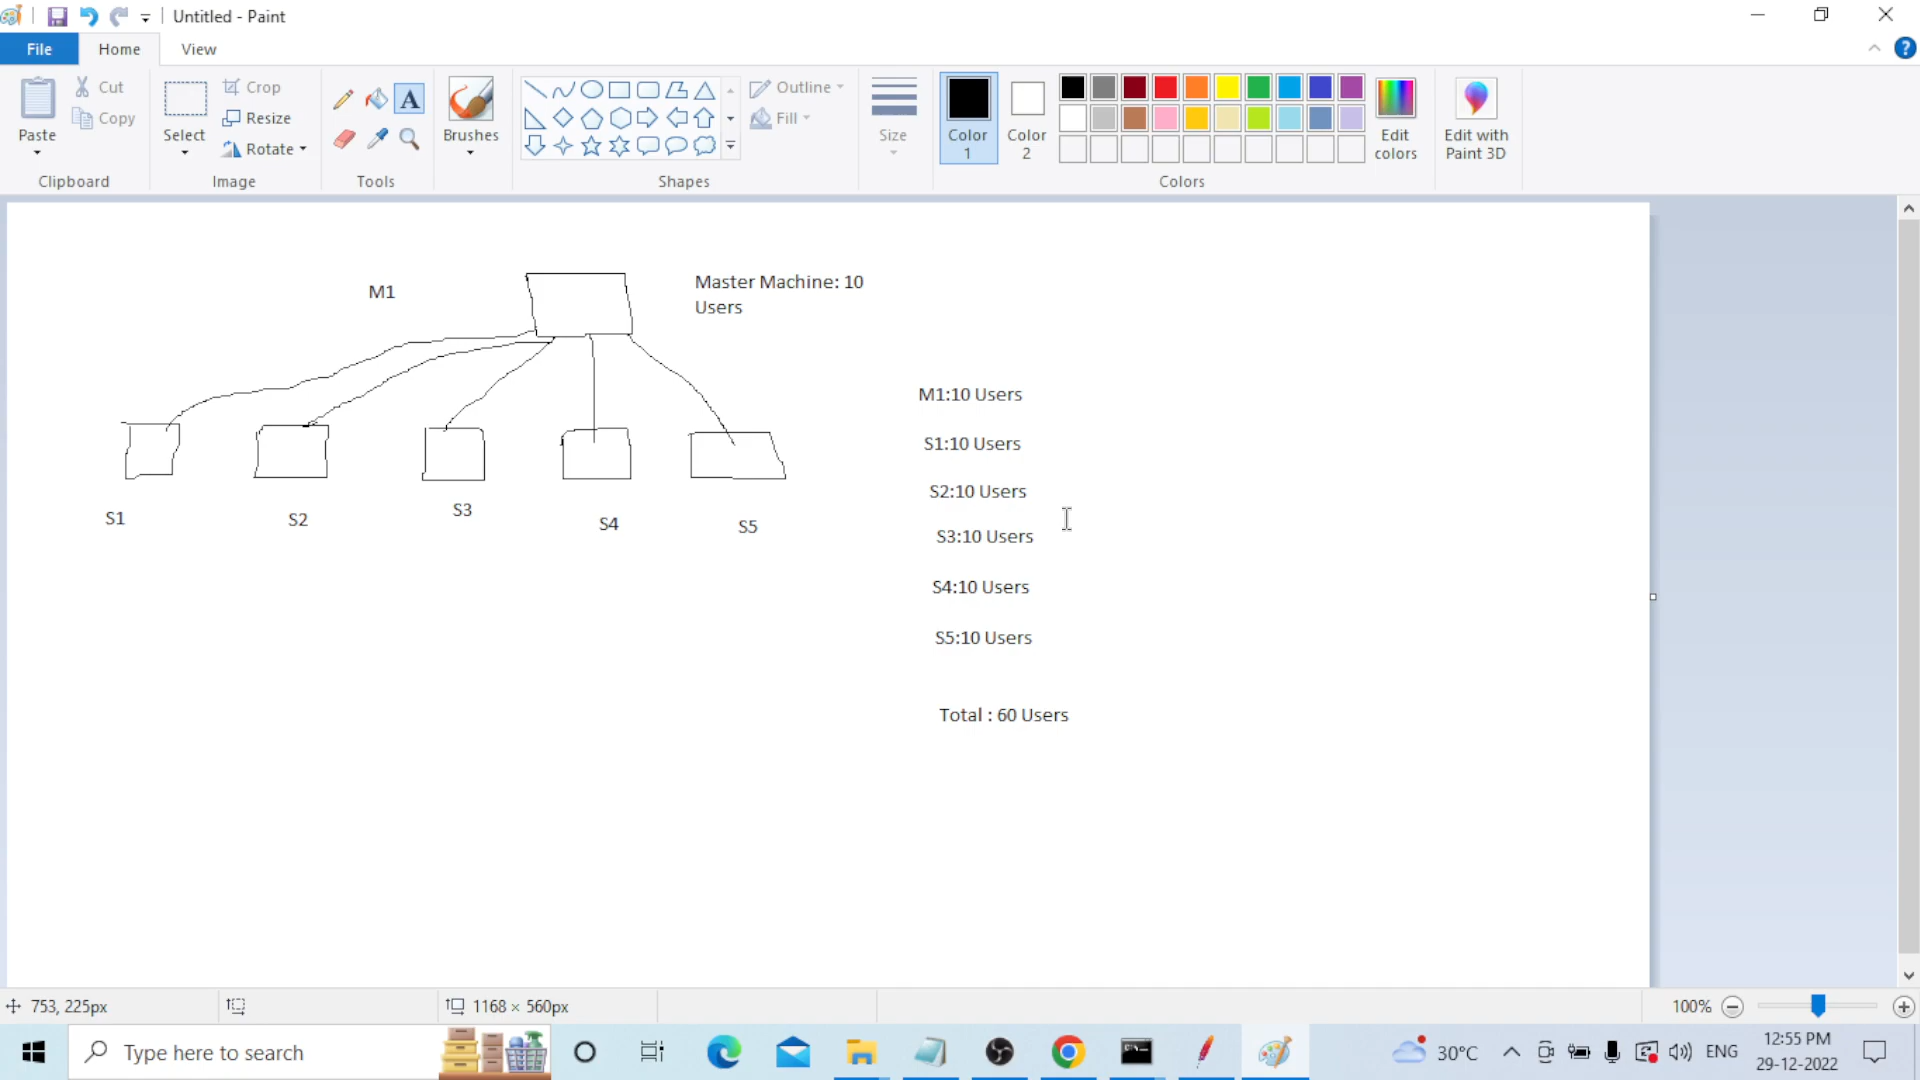 Untitled - Paint
File
Home
View
Paste
Cut
Copy
Clipboard
Select
Crop
Resize
Rotate
Image
A
Tools
Brushes
Shapes
Outline
Fill
Size
Color
1
Color
2
Edit
colors
Colors
Edit with
Paint 3D
M1
Master Machine: 10
Users
M1:10 Users
S1:10 Users
S2:10 Users
S3:10 Users
S4:10 Users
S5:10 Users
Total : 60 Users
S1
S2
S3
S4
S5
753, 225px
1168 × 560px
100%
Type here to search
30°C
ENG
12:55 PM
29-12-2022